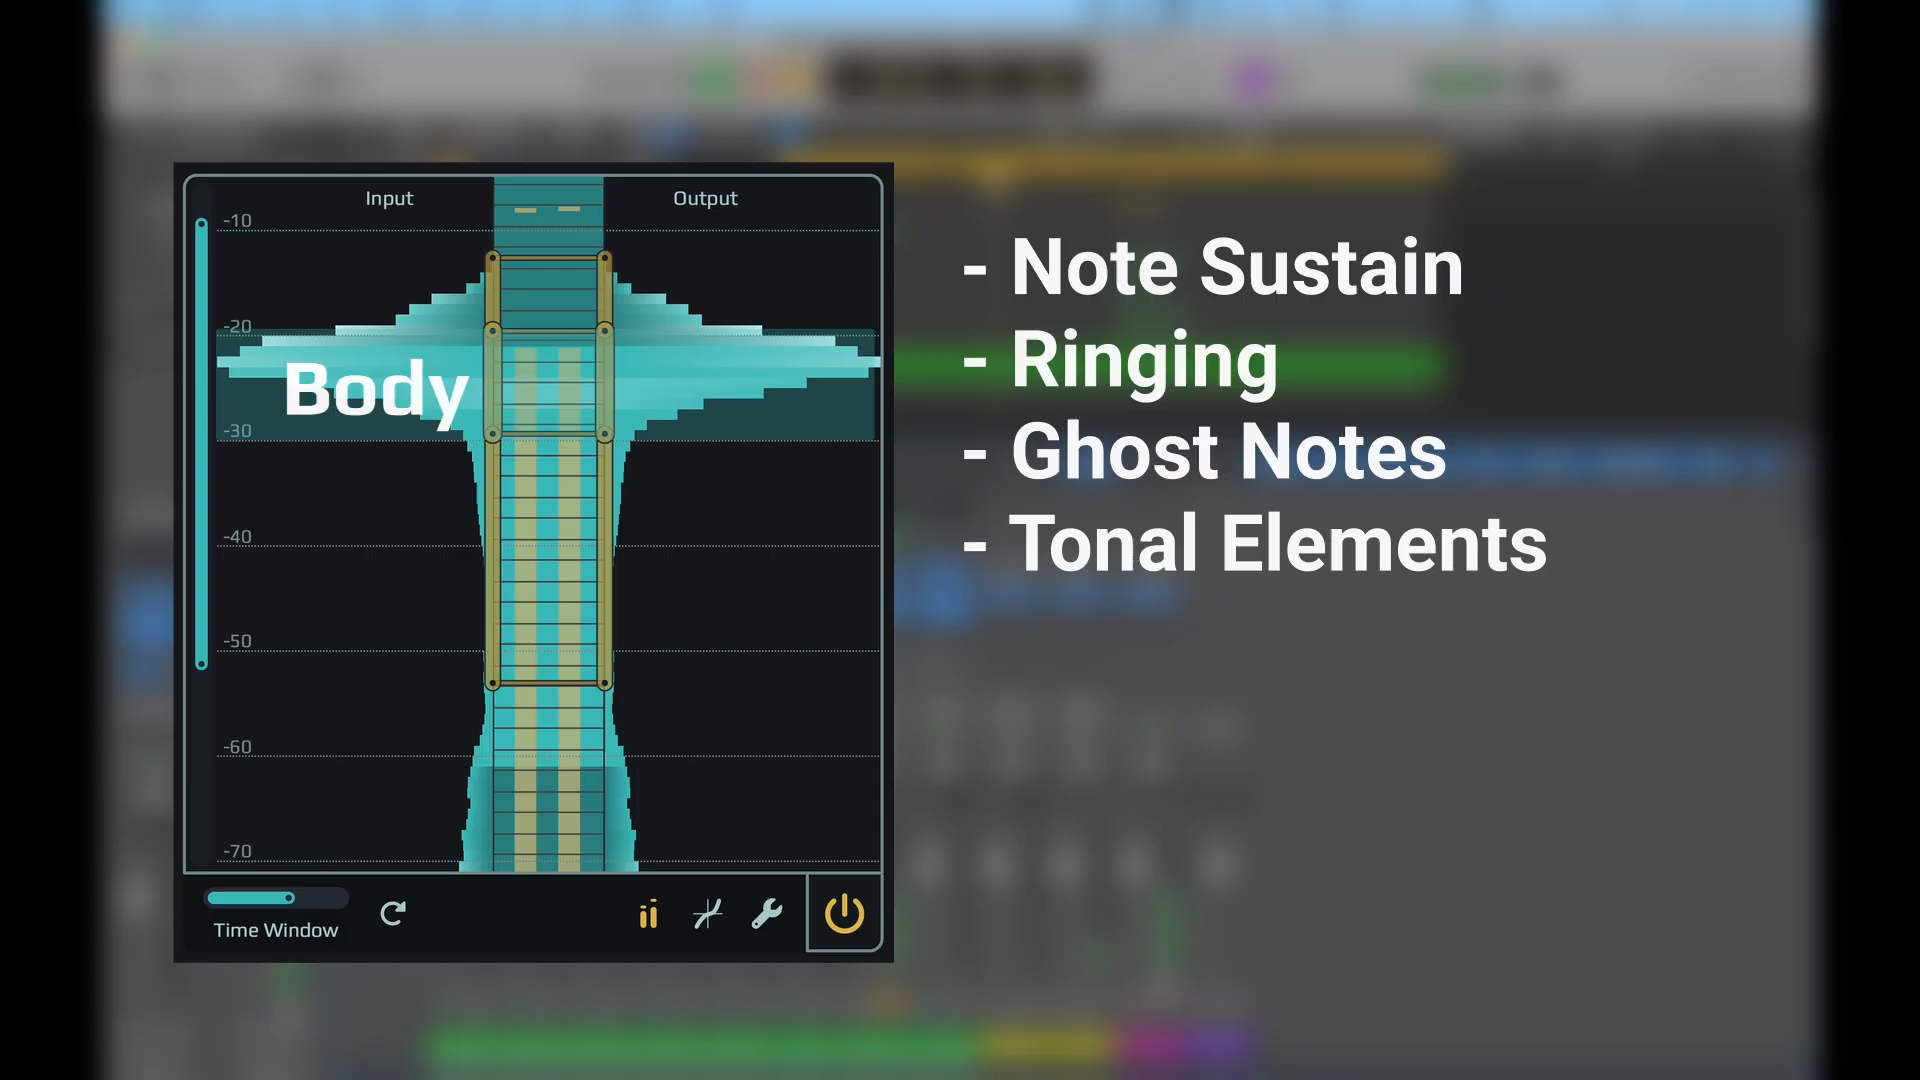 Input
Output
-10
-20
-30
-40
-50
-60
-70
Body
- Note Sustain
- Ringing
- Ghost Notes
- Tonal Elements
Time Window